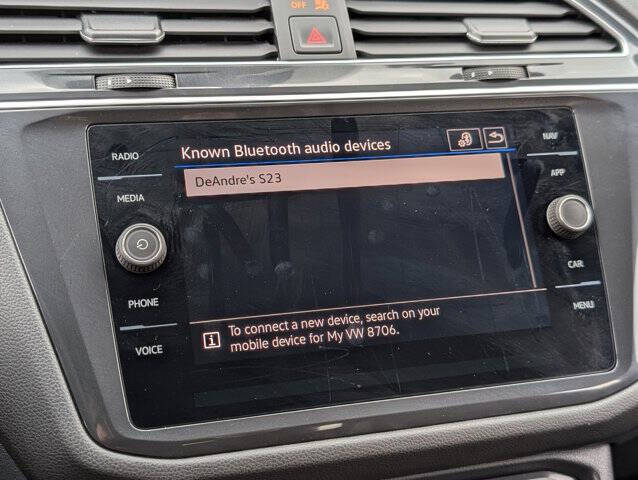 OFF
RADIO
MEDIA
PHONE
VOICE
Known Bluetooth audio devices
DeAndre's S23
i To connect a new device, search on your
mobile device for My VW 8706.
NAV
APP
CAR
MENU